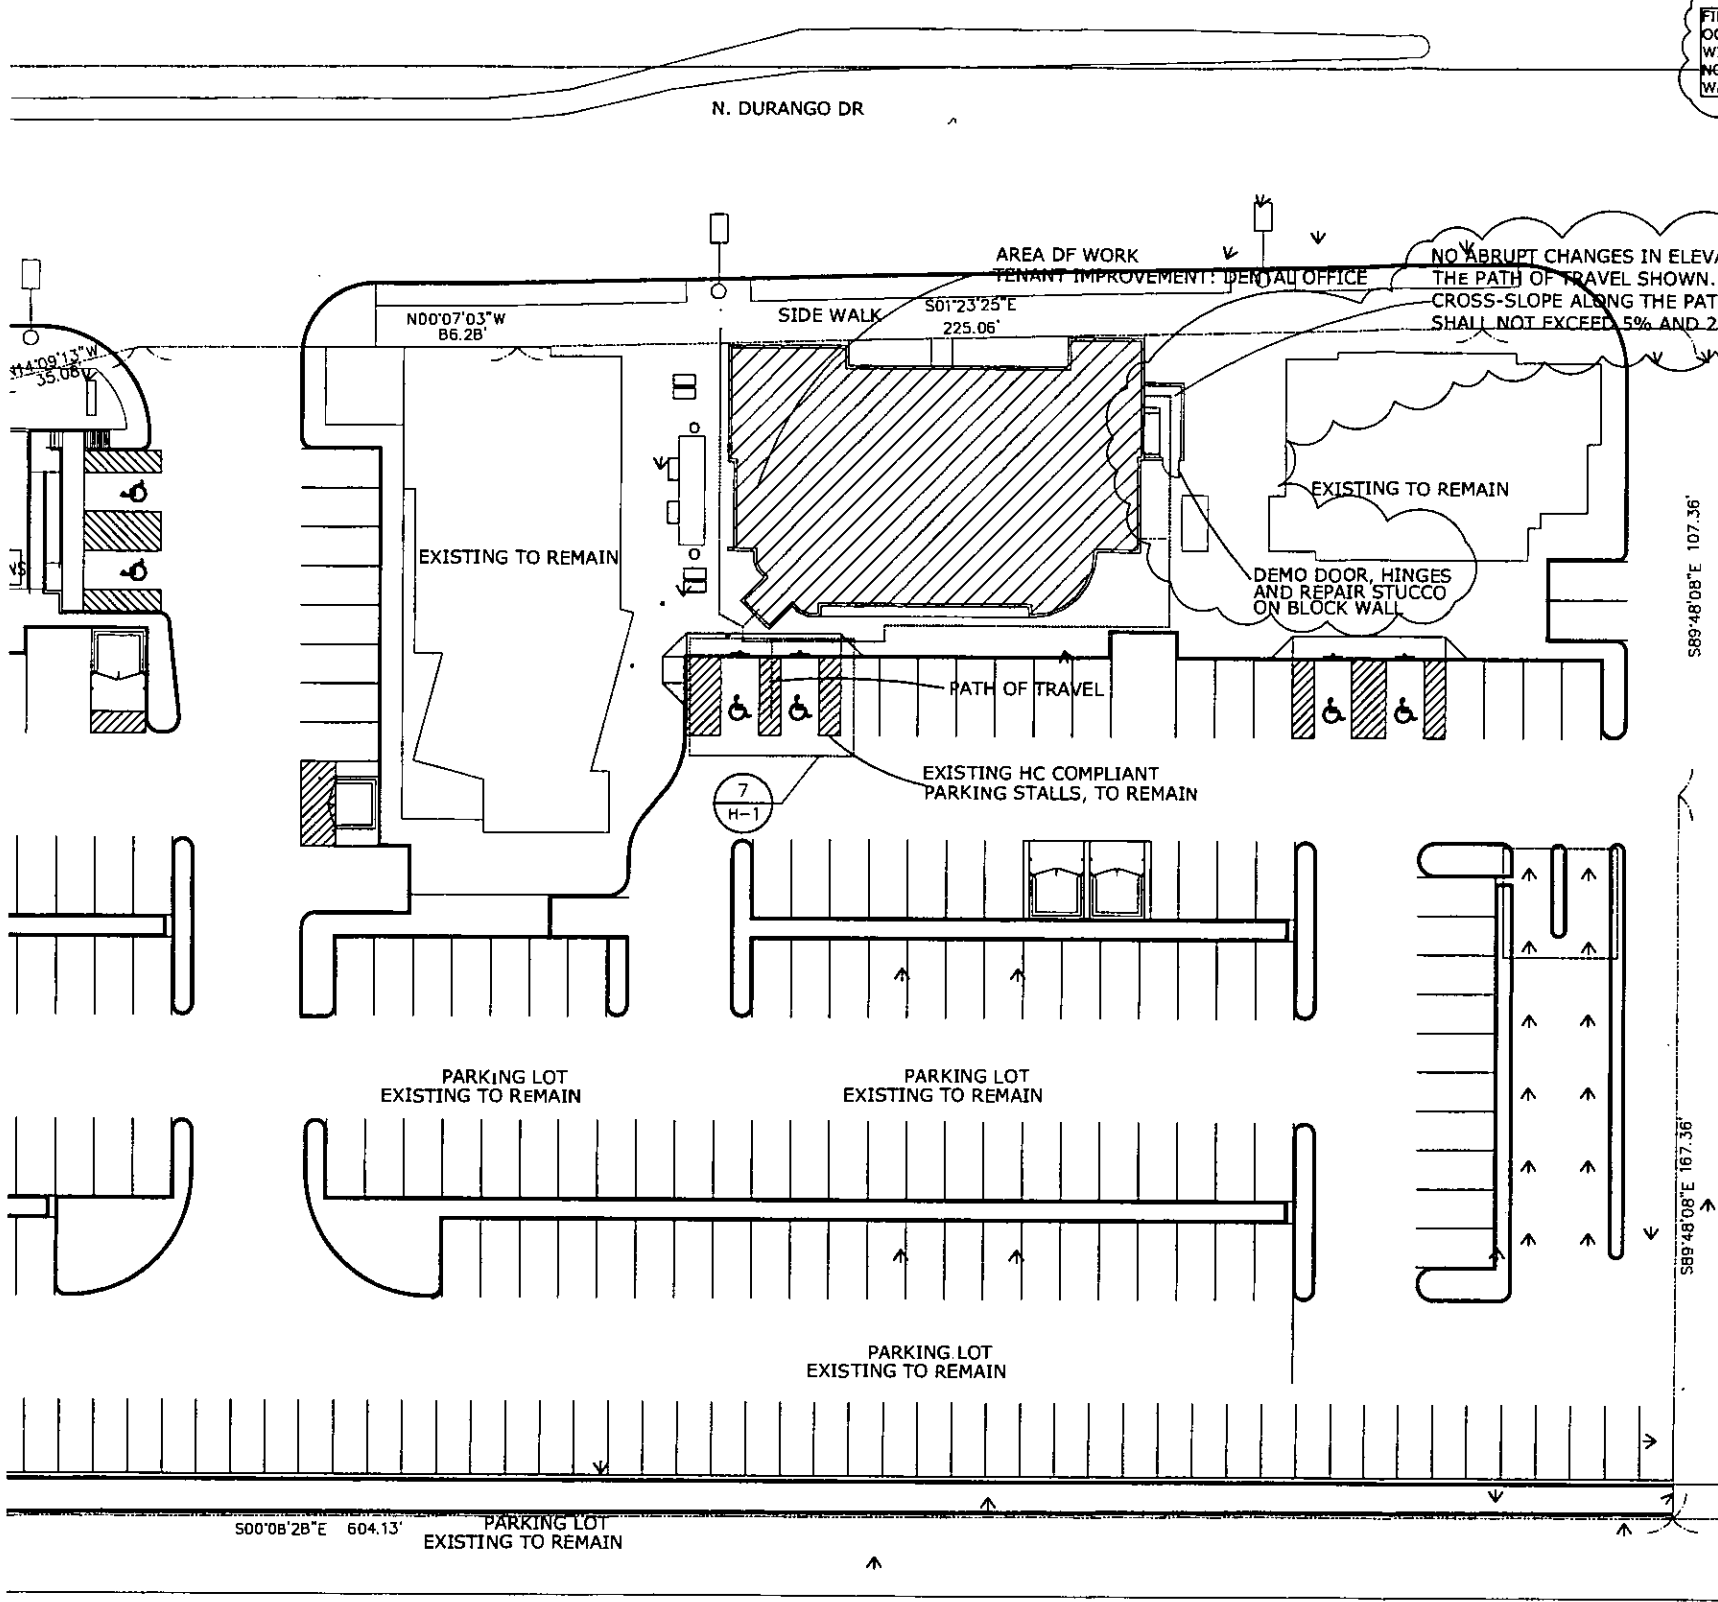 N. DURANGO DR
AREA OF WORK
TENANT IMPROVEMENT: DENTAL OFFICE
NO ABRUPT CHANGES IN ELEVA
THE PATH OF TRAVEL SHOWN.
CROSS-SLOPE ALONG THE PAT
SHALL NOT EXCEED 5% AND 2
N00°07'03"W
86.28'
SIDE WALK
S01°23'25"E
225.06'
N14°09'13"W
35.08'
EXISTING TO REMAIN
EXISTING TO REMAIN
S89°48'08"E 107.36'
DEMO DOOR, HINGES
AND REPAIR STUCCO
ON BLOCK WALL
PATH OF TRAVEL
EXISTING HC COMPLIANT
PARKING STALLS, TO REMAIN
7
H-1
PARKING LOT
EXISTING TO REMAIN
PARKING LOT
EXISTING TO REMAIN
S89°48'08"E 167.36'
PARKING LOT
EXISTING TO REMAIN
S00°08'28"E 604.13'
PARKING LOT
EXISTING TO REMAIN